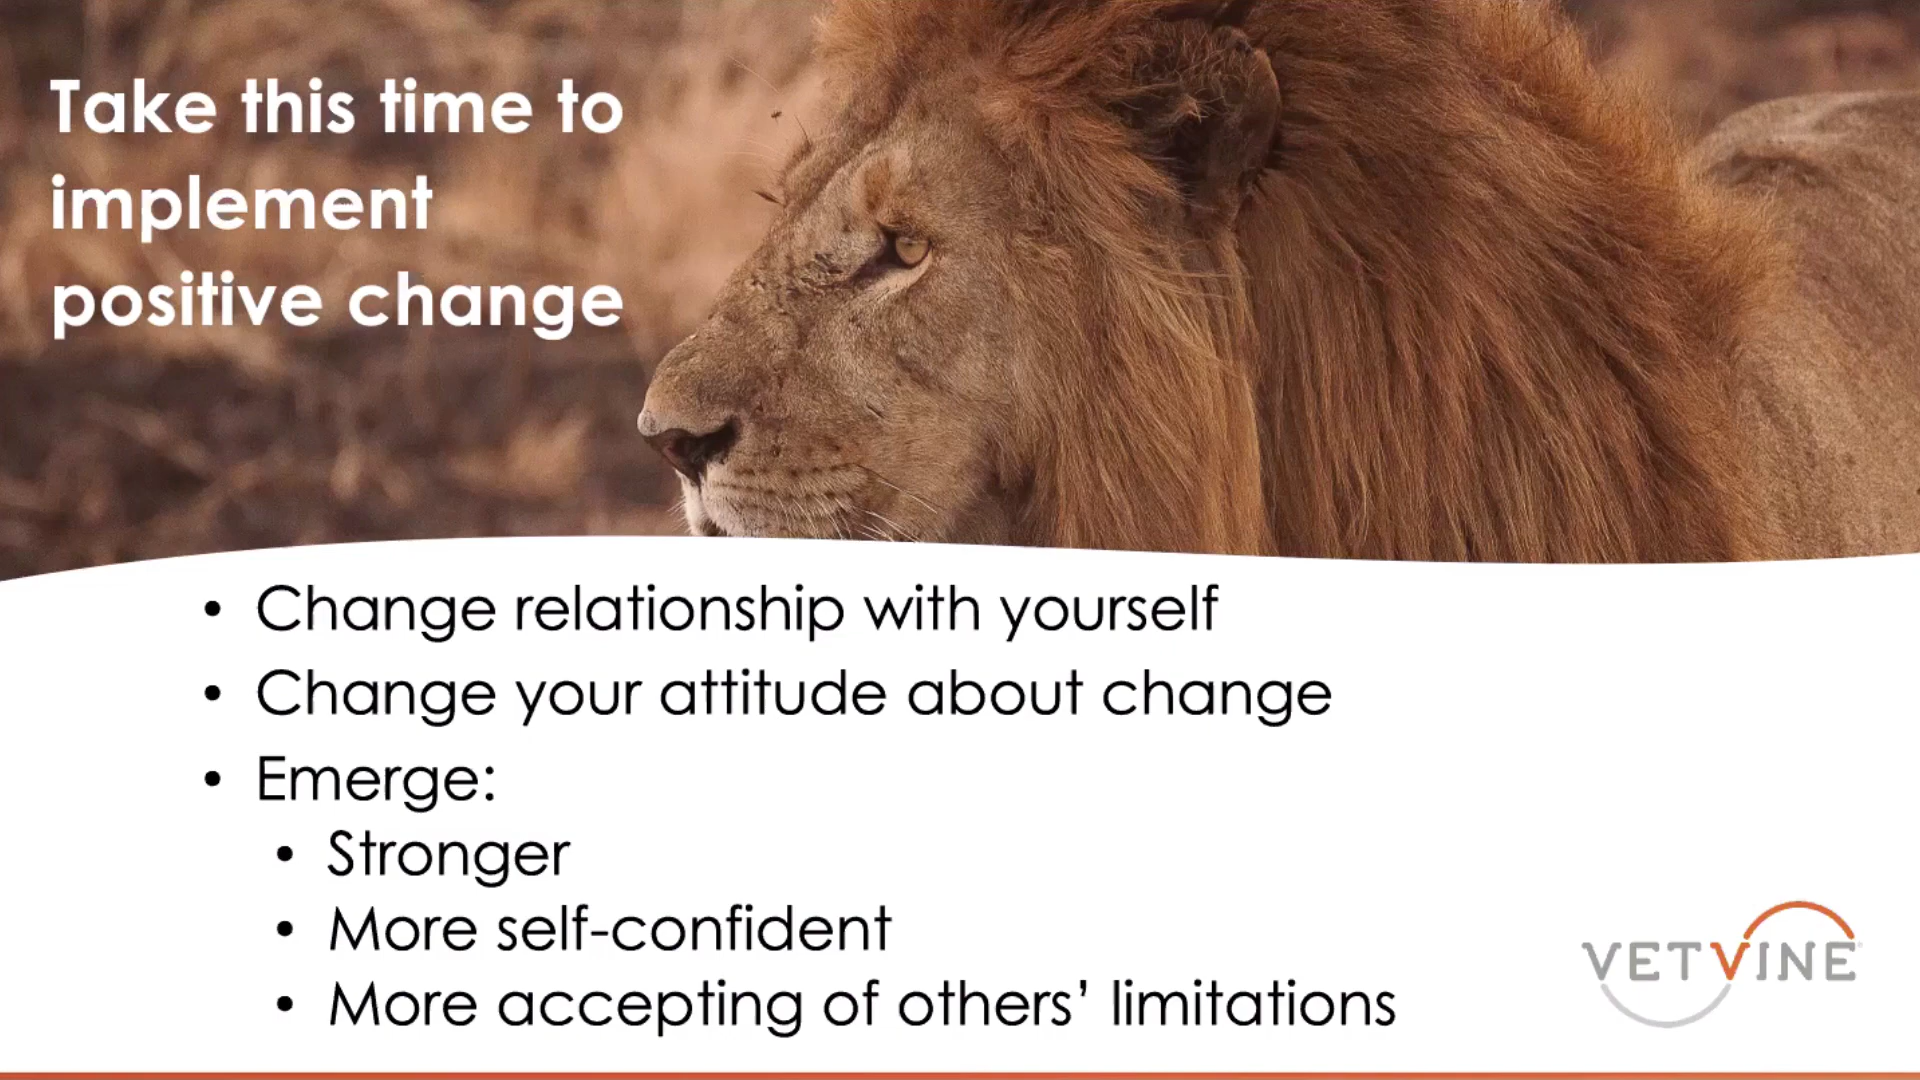 Take this time to
implement
positive change
• Change relationship with yourself
• Change your attitude about change
• Emerge:
• Stronger
• More self-confident
• More accepting of others’ limitations
VETVINE